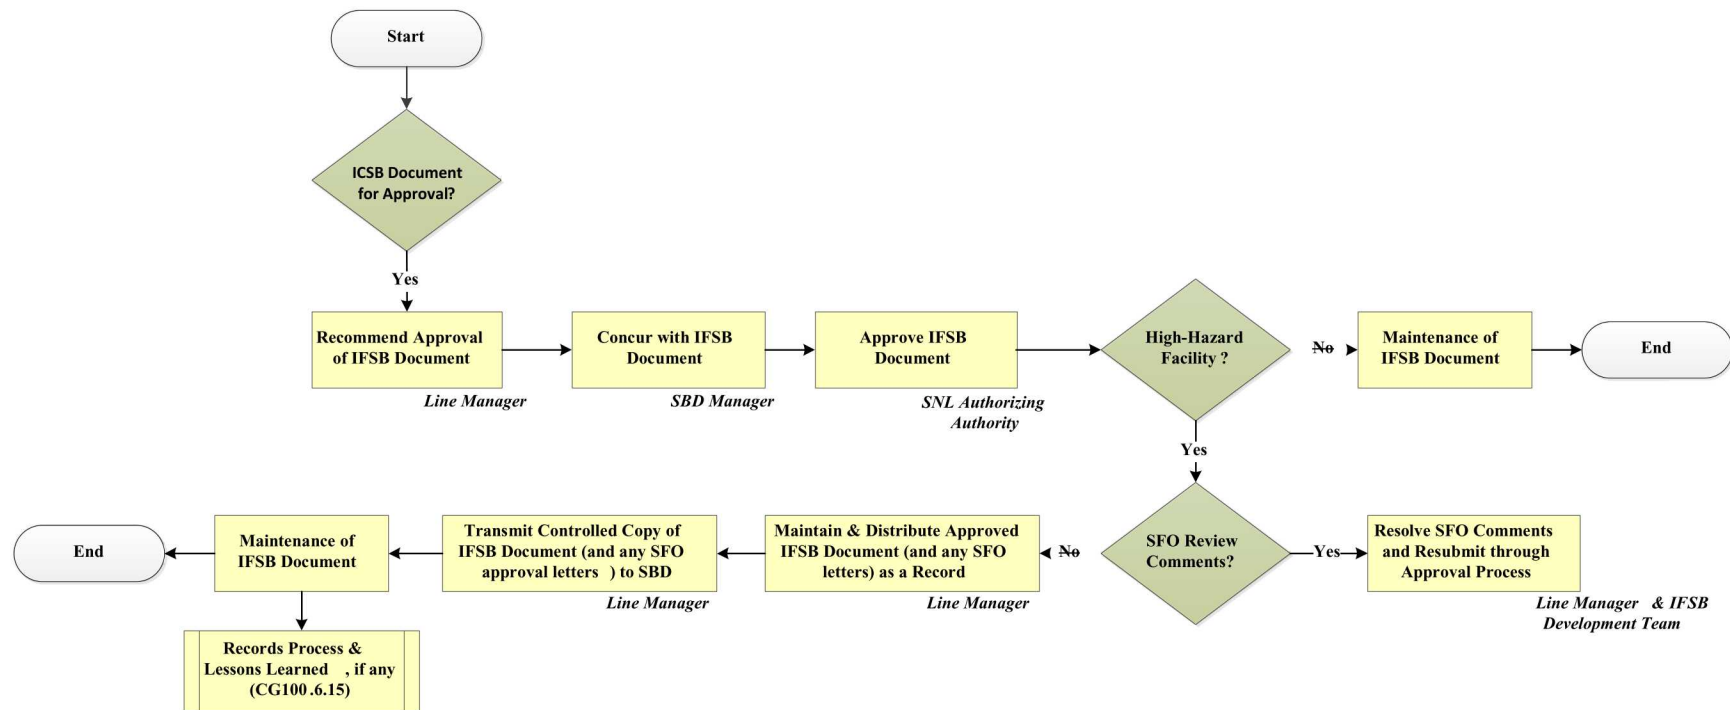 Start
ICSB Document
for Approval?
Yes
Recommend Approval
of IFSB Document
Line Manager
Concur with IFSB
Document
SBD Manager
Approve IFSB
Document
SNL Authorizing
Authority
High-Hazard
Facility ?
No
Maintenance of
IFSB Document
End
Yes
SFO Review
Comments?
Yes
Resolve SFO Comments
and Resubmit through
Approval Process
Line Manager & IFSB
Development Team
No
Maintain & Distribute Approved
IFSB Document (and any SFO
letters) as a Record
Line Manager
Transmit Controlled Copy of
IFSB Document (and any SFO
approval letters ) to SBD
Line Manager
Maintenance of
IFSB Document
End
Records Process &
Lessons Learned , if any
(CG100.6.15)